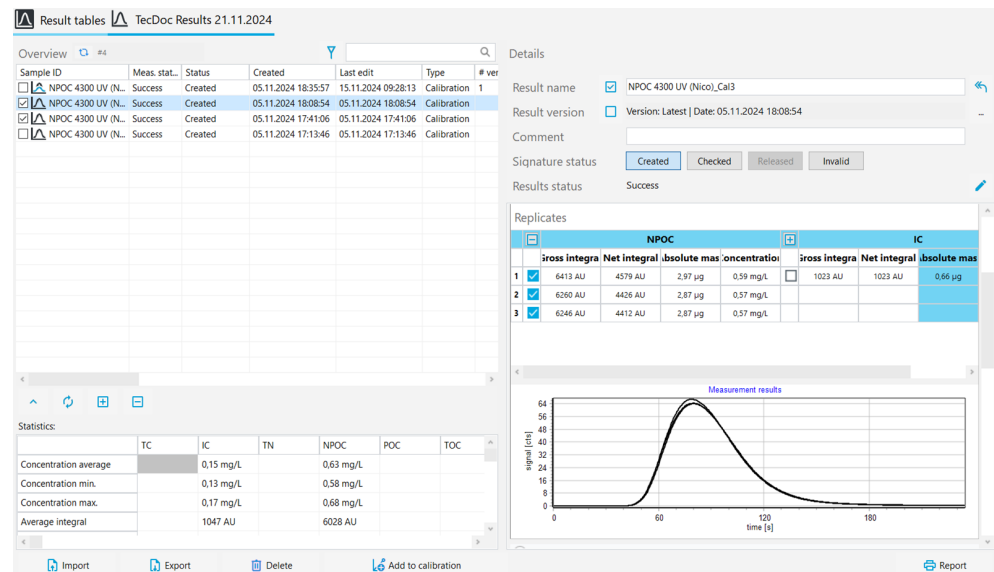 Result tables TecDoc Results 21.11.2024
Overview #4
Sample ID Meas. stat... Status Created Last edit Type # ver
NPOC 4300 UV (N... Success Created 05.11.2024 18:35:57 15.11.2024 09:28:13 Calibration 1
NPOC 4300 UV (N... Success Created 05.11.2024 18:08:54 05.11.2024 18:08:54 Calibration
NPOC 4300 UV (N... Success Created 05.11.2024 17:41:06 05.11.2024 17:41:06 Calibration
NPOC 4300 UV (N... Success Created 05.11.2024 17:13:46 05.11.2024 17:13:46 Calibration
Statistics:
TC IC TN NPOC POC TOC
Concentration average 0,15 mg/L 0,63 mg/L
Concentration min. 0,13 mg/L 0,58 mg/L
Concentration max. 0,17 mg/L 0,68 mg/L
Average integral 1047 AU 6028 AU
Import Export Delete Add to calibration
Details
Result name NPOC 4300 UV (Nico)_Cal3
Result version Version: Latest | Date: 05.11.2024 18:08:54 ...
Comment
Signature status Created Checked Released Invalid
Results status Success
Replicates
NPOC IC
Gross integra Net integral Absolute mas Concentration Gross integra Net integral Absolute mas
1 6413 AU 4579 AU 2,97 µg 0,59 mg/L 1023 AU 1023 AU 0,66 µg
2 6260 AU 4426 AU 2,87 µg 0,57 mg/L
3 6246 AU 4412 AU 2,87 µg 0,57 mg/L
Measurement results
signal [cts]
64
56
48
40
32
24
16
8
0
0 60 120 180
time [s]
Report